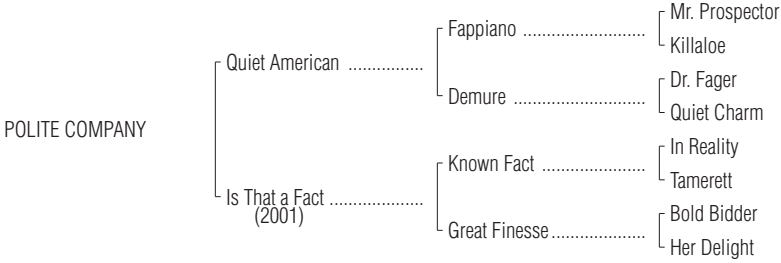 Mr. Prospector
Fappiano ..........................
Killaloe
Quiet American ................
Dr. Fager
Demure ............................
Quiet Charm
POLITE COMPANY
In Reality
Known Fact ......................
Tamerett
Is That a Fact ....................
(2001)
Bold Bidder
Great Finesse....................
Her Delight